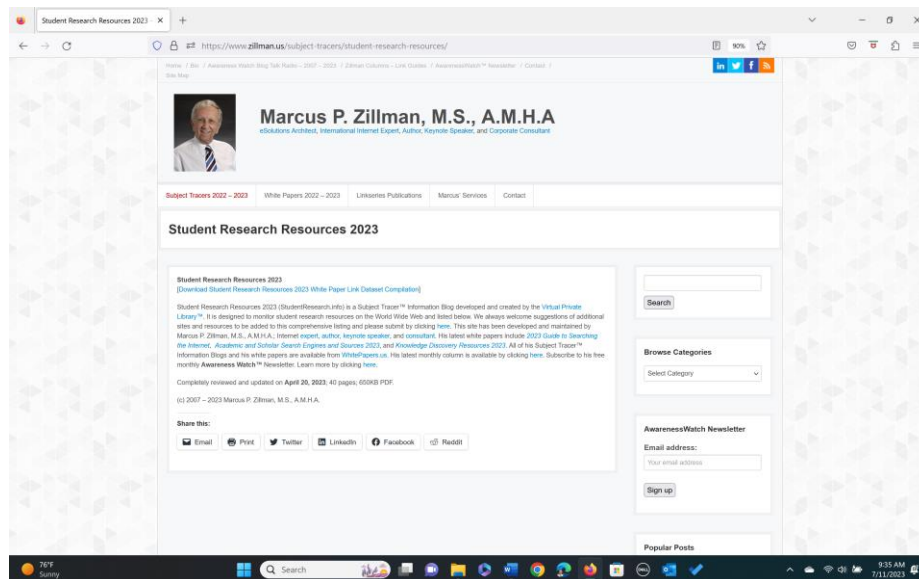 Student Research Resources 2023
https://www.zillman.us/subject-tracers/student-research-resources/
90%
Home / Bio / Awareness Watch Blog Talk Radio – 2007 – 2023 / Zillman Columns – Link Guides / AwarenessWatch™ Newsletter / Contact /
Site Map
Marcus P. Zillman, M.S., A.M.H.A
eSolutions Architect, International Internet Expert, Author, Keynote Speaker, and Corporate Consultant
Subject Tracers 2022 – 2023
White Papers 2022 – 2023
Linkseries Publications
Marcus' Services
Contact
Student Research Resources 2023
Student Research Resources 2023
[Download Student Research Resources 2023 White Paper Link Dataset Compilation]
Student Research Resources 2023 (StudentResearch.info) is a Subject Tracer™ Information Blog developed and created by the Virtual Private
Library™. It is designed to monitor student research resources on the World Wide Web and listed below. We always welcome suggestions of additional
sites and resources to be added to this comprehensive listing and please submit by clicking here. This site has been developed and maintained by
Marcus P. Zillman, M.S., A.M.H.A.; Internet expert, author, keynote speaker, and consultant. His latest white papers include 2023 Guide to Searching
the Internet, Academic and Scholar Search Engines and Sources 2023, and Knowledge Discovery Resources 2023. All of his Subject Tracer™
Information Blogs and his white papers are available from WhitePapers.us. His latest monthly column is available by clicking here. Subscribe to his free
monthly Awareness Watch™ Newsletter. Learn more by clicking here.
Completely reviewed and updated on April 20, 2023; 40 pages; 650KB PDF.
(c) 2007 – 2023 Marcus P. Zillman, M.S., A.M.H.A.
Share this:
Email
Print
Twitter
LinkedIn
Facebook
Reddit
Search
Browse Categories
Select Category
AwarenessWatch Newsletter
Email address:
Your email address
Sign up
Popular Posts
76°F
Sunny
Search
9:35 AM
7/11/2023